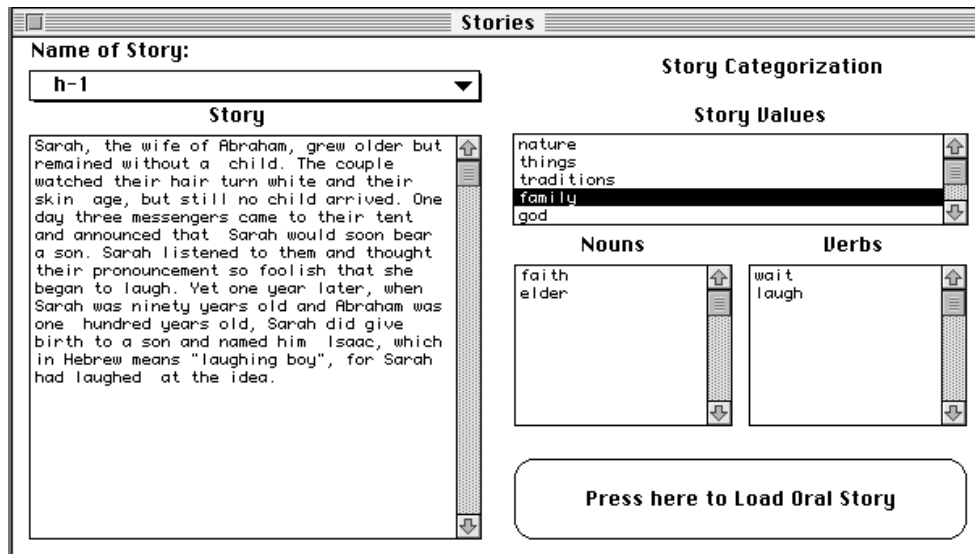 Stories
Name of Story:
h-1
Story
Sarah, the wife of Abraham, grew older but
remained without a  child. The couple
watched their hair turn white and their
skin  age, but still no child arrived. One
day three messengers came to their tent
and announced that  Sarah would soon bear
a son. Sarah listened to them and thought
their pronouncement so foolish that she
began to laugh. Yet one year later, when
Sarah was ninety years old and Abraham was
one  hundred years old, Sarah did give
birth to a son and named him  Isaac, which
in Hebrew means "laughing boy", for Sarah
had laughed  at the idea.
Story Categorization
Story Values
nature
things
traditions
family
god
Nouns
faith
elder
Verbs
wait
laugh
Press here to Load Oral Story